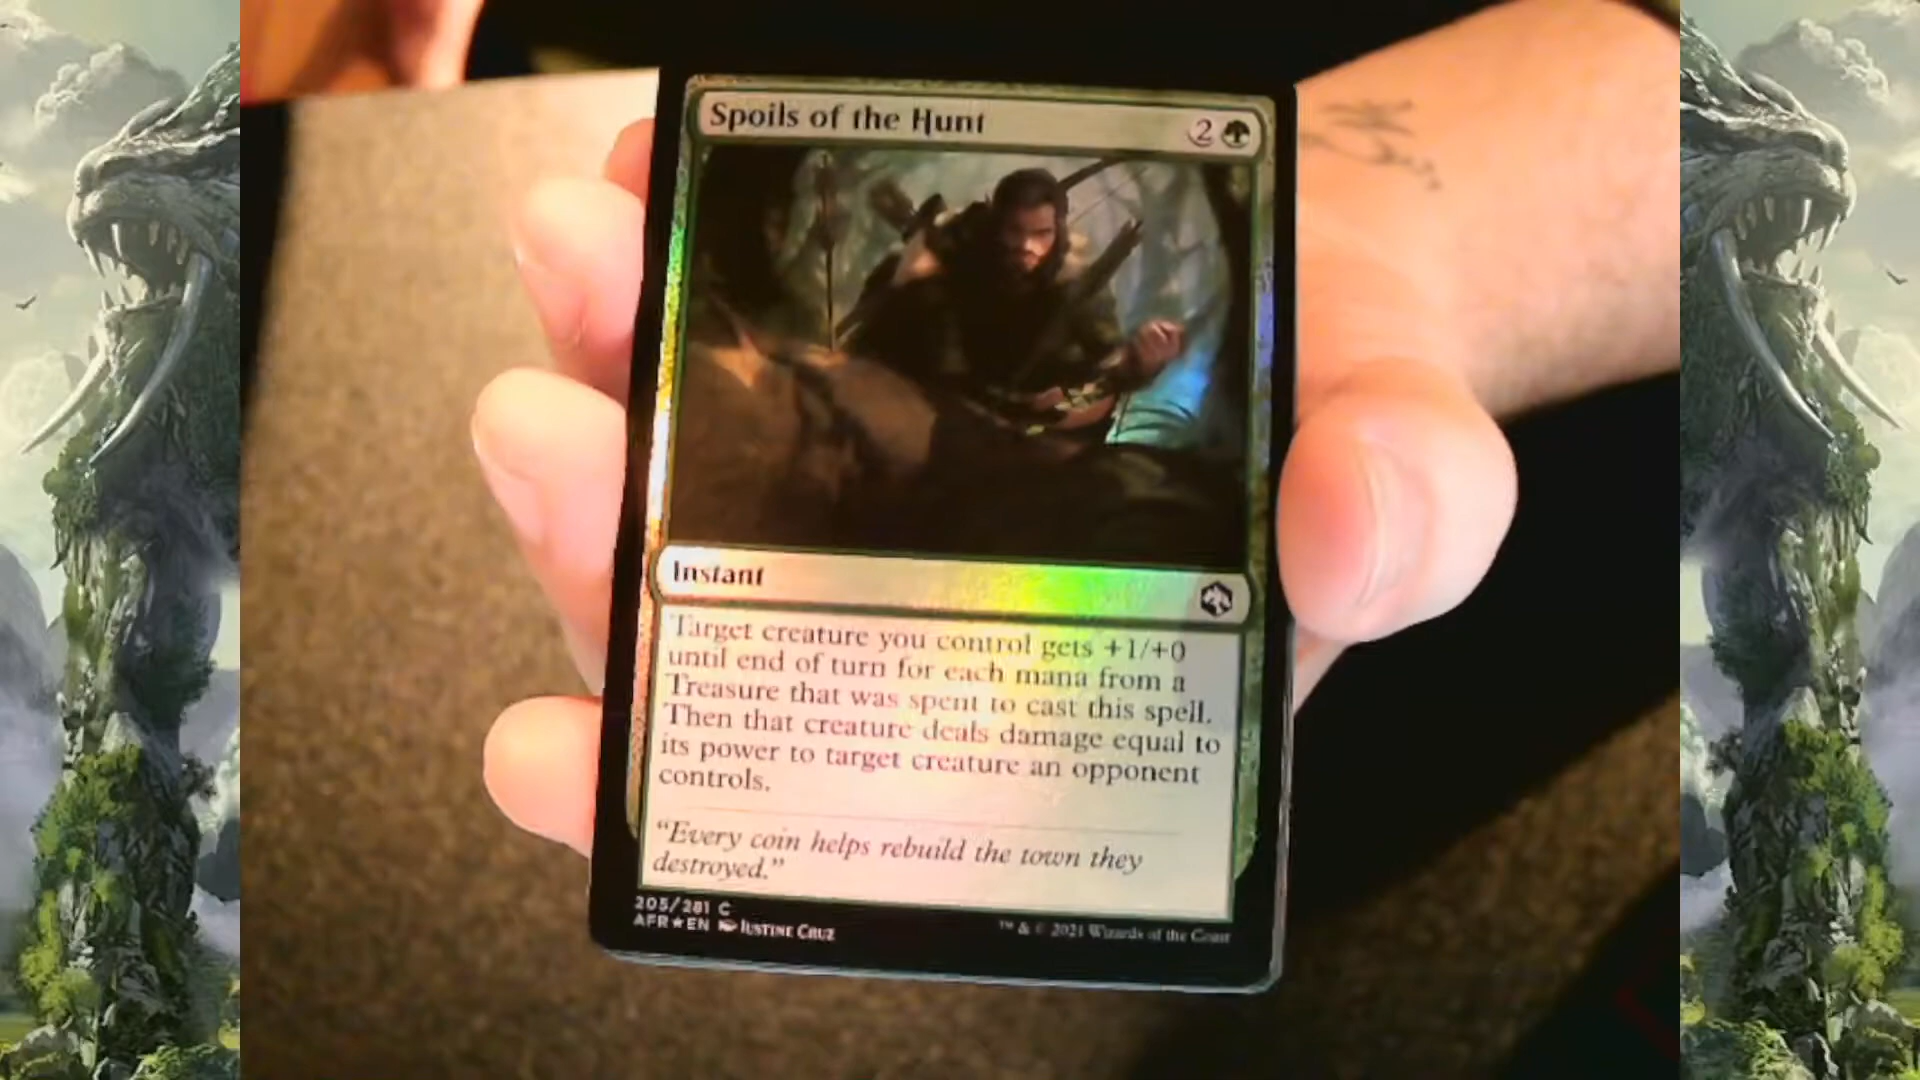 Spoils of the Hunt 2
Instant
Target creature you control gets +1/+0
until end of turn for each mana from a
Treasure that was spent to cast this spell.
Then that creature deals damage equal to
its power to target creature an opponent
controls.
“Every coin helps rebuild the town they
destroyed.”
205/281 C
AFR★EN Justine Cruz
™ & © 2021 Wizards of the Coast